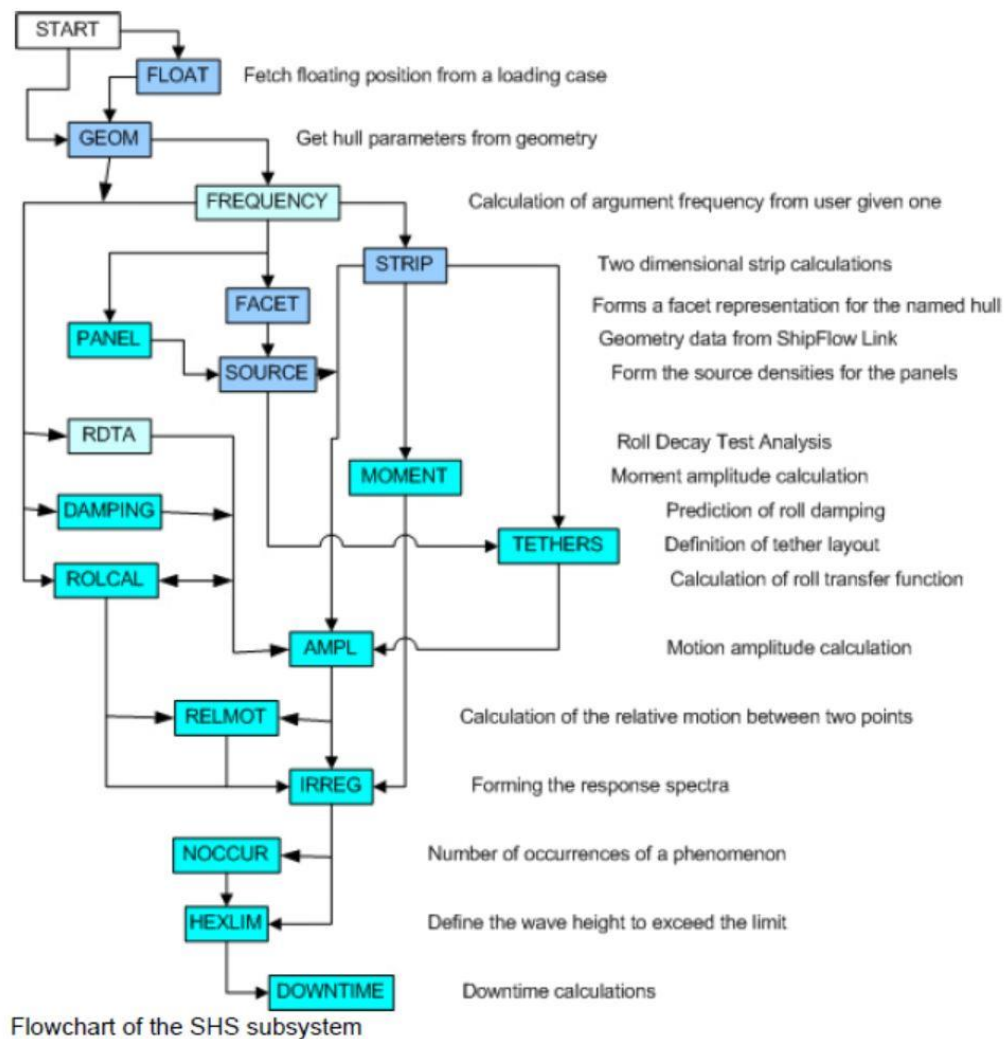 START
FLOAT Fetch floating position from a loading case
GEOM Get hull parameters from geometry
FREQUENCY Calculation of argument frequency from user given one
STRIP Two dimensional strip calculations
FACET Forms a facet representation for the named hull
PANEL Geometry data from ShipFlow Link
SOURCE Form the source densities for the panels
RDTA Roll Decay Test Analysis
MOMENT Moment amplitude calculation
DAMPING Prediction of roll damping
TETHERS Definition of tether layout
ROLCAL Calculation of roll transfer function
AMPL Motion amplitude calculation
RELMOT Calculation of the relative motion between two points
IRREG Forming the response spectra
NOCCUR Number of occurrences of a phenomenon
HEXLIM Define the wave height to exceed the limit
DOWNTIME Downtime calculations
Flowchart of the SHS subsystem